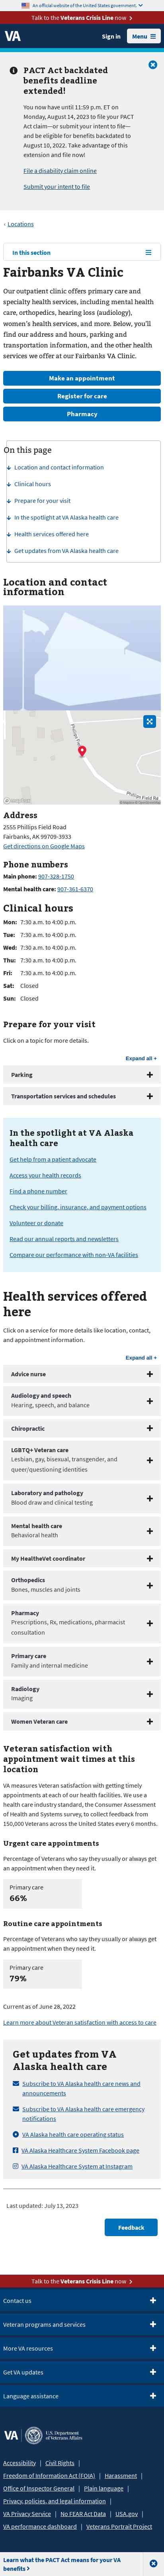 An official website of the United States government.
Talk to the Veterans Crisis Line now
VA
Sign in
Menu
PACT Act backdated
benefits deadline
extended!
You now have until 11:59 p.m. ET on
Monday, August 14, 2023 to file your PACT
Act claim—or submit your intent to file—
and be eligible for benefits backdated to
August 10, 2022. We're also taking other
intents to file and claims at this time,
and into the future!
File a disability claim online
Submit your intent to file
Locations
In this section
Fairbanks VA Clinic
Our outpatient clinic offers primary care and
specialty health services, including mental health
care, orthopedics, hearing loss (audiology),
women's health services, and more. Below, you'll
find our address and hours, parking and
transportation information, and the other health
services we offer at our Fairbanks VA Clinic.
Make an appointment
Register for care
Pharmacy
On this page
Location and contact information
Clinical hours
Prepare for your visit
In the spotlight at VA Alaska health care
Health services offered here
Get updates from VA Alaska health care
Location and contact
information
Phillips Field Rd
Phillips Field Rd
mapbox
Address
2555 Phillips Field Road
Fairbanks, AK 99709-3933
Get directions on Google Maps
Phone numbers
Main phone: 907-328-1750
Mental health care: 907-361-6370
Clinical hours
Mon: 7:30 a.m. to 4:00 p.m.
Tue: 7:30 a.m. to 4:00 p.m.
Wed: 7:30 a.m. to 4:00 p.m.
Thu: 7:30 a.m. to 4:00 p.m.
Fri: 7:30 a.m. to 4:00 p.m.
Sat: Closed
Sun: Closed
Prepare for your visit
Click on a topic for more details.
Expand all +
Parking
Transportation services and schedules
In the spotlight at VA Alaska
health care
Get help from a patient advocate
Access your health records
Find a phone number
Check your billing, insurance, and payment options
Volunteer or donate
Read our annual reports and newsletters
Compare our performance with non-VA facilities
Health services offered
here
Click on a service for more details like location, contact,
and appointment information.
Expand all +
Advice nurse
Audiology and speech
Hearing, speech, and balance
Chiropractic
LGBTQ+ Veteran care
Lesbian, gay, bisexual, transgender, and
queer/questioning identities
Laboratory and pathology
Blood draw and clinical testing
Mental health care
Behavioral health
My HealtheVet coordinator
Orthopedics
Bones, muscles and joints
Pharmacy
Prescriptions, Rx, medications, pharmacist
consultation
Primary care
Family and internal medicine
Radiology
Imaging
Women Veteran care
Veteran satisfaction with
appointment wait times at this
location
VA measures Veteran satisfaction with getting timely
appointments through a survey called the Survey of
Healthcare Experience of Patients. We use a version of
the survey called the Consumer Assessment of Health
Care and Health Systems survey, to collect feedback from
150,000 Veterans across the United States every 6 months.
Urgent care appointments
Percentage of Veterans who say they usually or always get
an appointment when they need it.
Primary care
66%
Routine care appointments
Percentage of Veterans who say they usually or always get
an appointment when they need it.
Primary care
79%
Current as of June 28, 2022
Learn more about Veteran satisfaction with access to care
Get updates from VA
Alaska health care
Subscribe to VA Alaska health care news and
announcements
Subscribe to VA Alaska health care emergency
notifications
VA Alaska health care operating status
VA Alaska Healthcare System Facebook page
VA Alaska Healthcare System at Instagram
Last updated: July 13, 2023
Feedback
Talk to the Veterans Crisis Line now
Contact us
Veteran programs and services
More VA resources
Get VA updates
Language assistance
VA
U.S. Department
of Veterans Affairs
Accessibility | Civil Rights |
Freedom of Information Act (FOIA) | Harassment |
Office of Inspector General | Plain language |
Privacy, policies, and legal information |
VA Privacy Service | No FEAR Act Data | USA.gov |
VA performance dashboard | Veterans Portrait Project
Learn what the PACT Act means for your VA
benefits